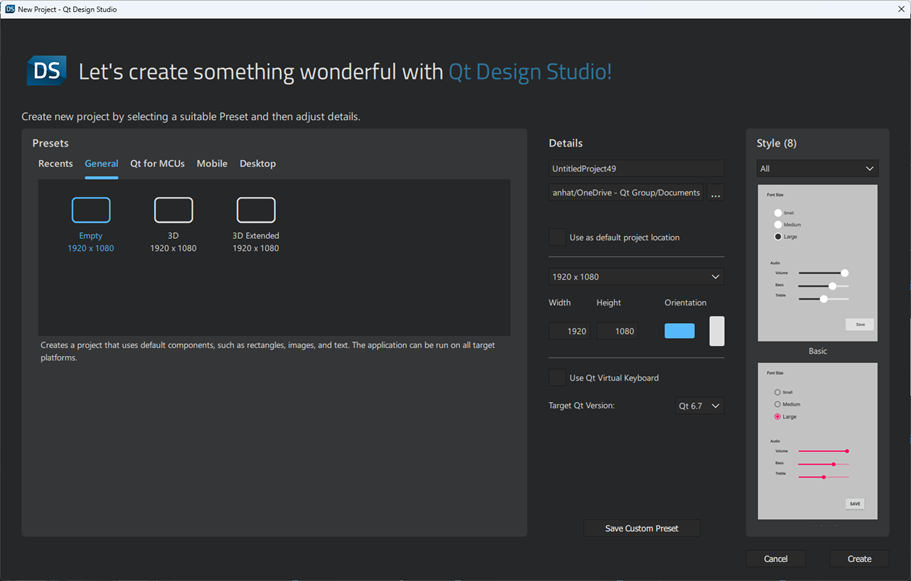 New Project - Qt Design Studio
DS Let's create something wonderful with Qt Design Studio!
Create new project by selecting a suitable Preset and then adjust details.
Presets
Recents General Qt for MCUs Mobile Desktop
Empty
1920 x 1080
3D
1920 x 1080
3D Extended
1920 x 1080
Creates a project that uses default components, such as rectangles, images, and text. The application can be run on all target
platforms.
Details
UntitledProject49
anhat/OneDrive - Qt Group/Documents ...
Use as default project location
1920 x 1080
Width Height Orientation
1920 1080
Use Qt Virtual Keyboard
Target Qt Version: Qt 6.7
Save Custom Preset
Style (8)
All
Font Size
Small
Medium
Large
Audio
Volume
Bass
Treble
Save
Basic
Font Size
Small
Medium
Large
Audio
Volume
Bass
Treble
SAVE
Cancel Create